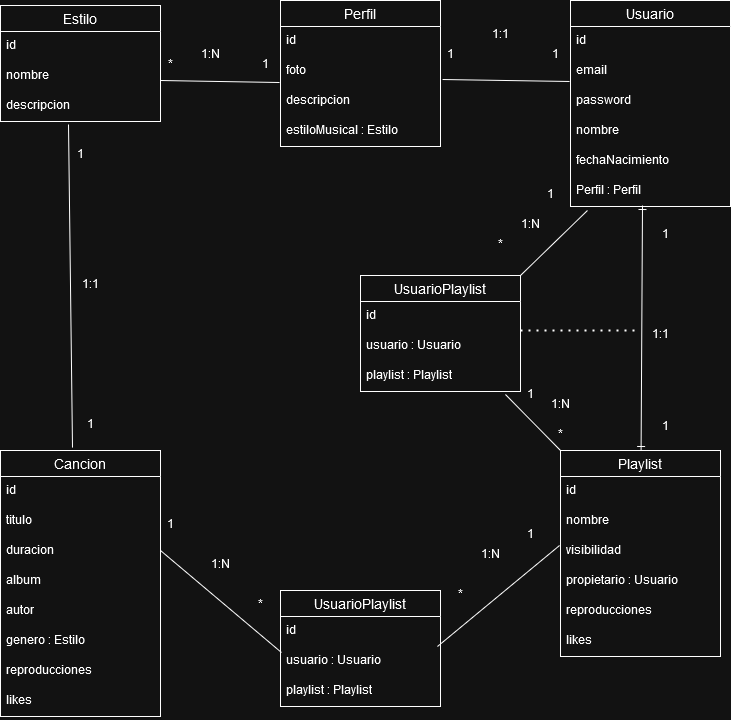 Estilo
id
nombre
descripcion
*
1:N
1
Perfil
id
foto
descripcion
estiloMusical : Estilo
1
1:1
1
Usuario
id
email
password
nombre
fechaNacimiento
Perfil : Perfil
1
1:N
*
1
1:1
1
1
1:1
1
UsuarioPlaylist
id
usuario : Usuario
playlist : Playlist
1
1:N
*
Cancion
id
titulo
duracion
album
autor
genero : Estilo
reproducciones
likes
1
1:N
*
UsuarioPlaylist
id
usuario : Usuario
playlist : Playlist
1
1:N
*
Playlist
id
nombre
visibilidad
propietario : Usuario
reproducciones
likes